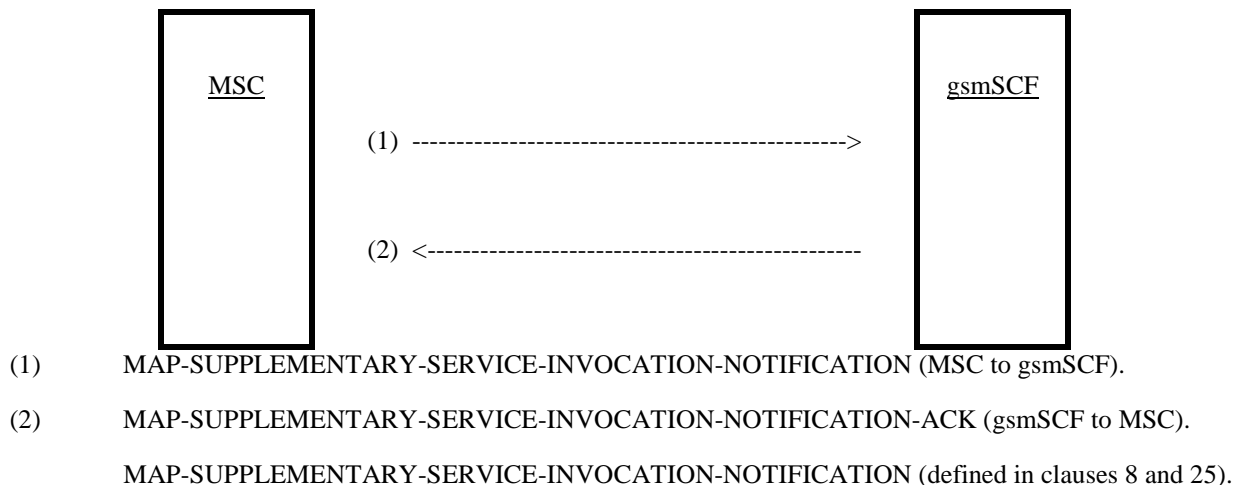 MSC gsmSCF
(1) ------------------------------------------------->
(2) <-------------------------------------------------
(1) MAP-SUPPLEMENTARY-SERVICE-INVOCATION-NOTIFICATION (MSC to gsmSCF).
(2) MAP-SUPPLEMENTARY-SERVICE-INVOCATION-NOTIFICATION-ACK (gsmSCF to MSC).
MAP-SUPPLEMENTARY-SERVICE-INVOCATION-NOTIFICATION (defined in clauses 8 and 25).